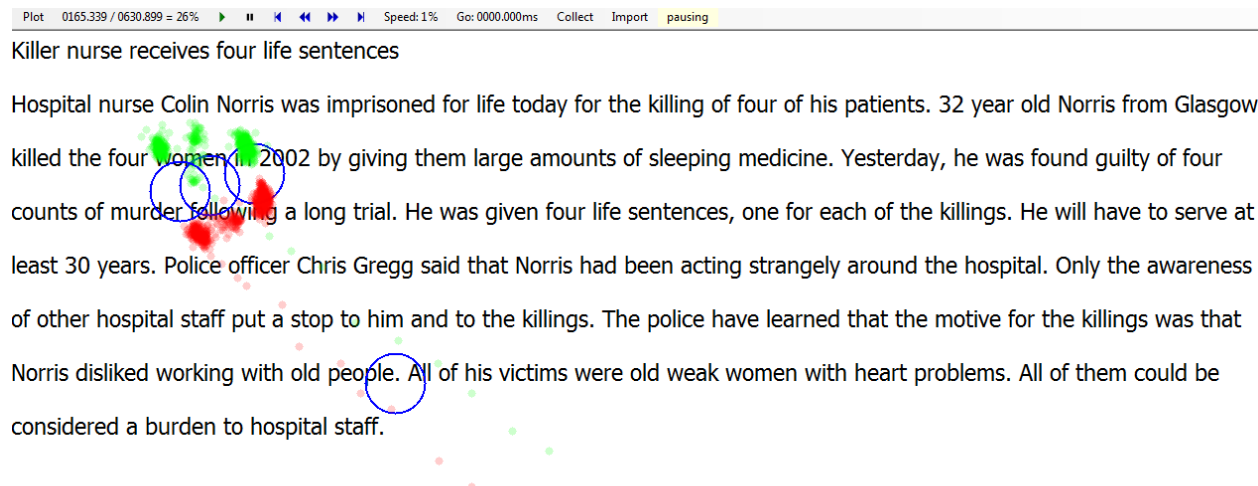 Plot 0165.339 / 0630.899 = 26% Speed: 1% Go: 0000.000ms Collect Import pausing
Killer nurse receives four life sentences
Hospital nurse Colin Norris was imprisoned for life today for the killing of four of his patients. 32 year old Norris from Glasgow
killed the four women in 2002 by giving them large amounts of sleeping medicine. Yesterday, he was found guilty of four
counts of murder following a long trial. He was given four life sentences, one for each of the killings. He will have to serve at
least 30 years. Police officer Chris Gregg said that Norris had been acting strangely around the hospital. Only the awareness
of other hospital staff put a stop to him and to the killings. The police have learned that the motive for the killings was that
Norris disliked working with old people. All of his victims were old weak women with heart problems. All of them could be
considered a burden to hospital staff.